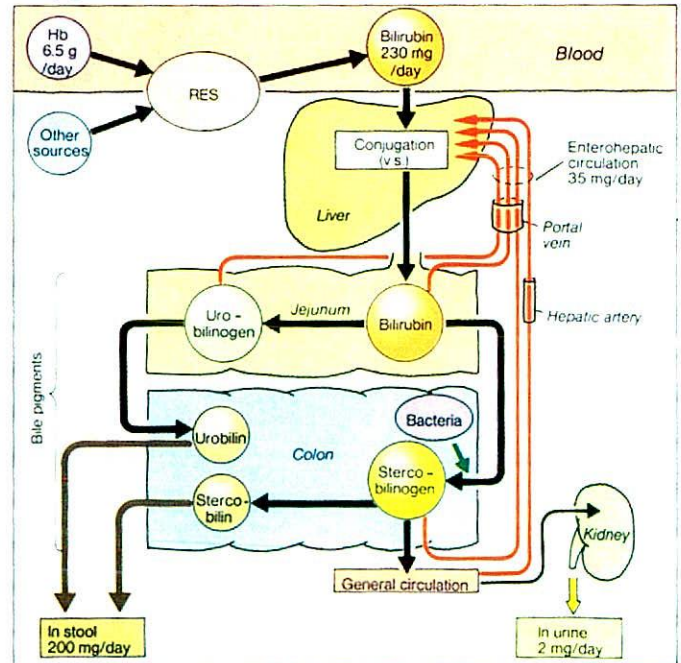 Hb
6.5 g
/day
Bilirubin
230 mg
/day
Blood
RES
Other
sources
Conjugation
(v s.)
Enterohepatic
circulation
35 mg/day
Liver
Portal
vein
Uro -
bilinogen
Jejunum
Bilirubin
Hepatic artery
Bile pigments
Urobilin
Colon
Bacteria
Sterco -
bilinogen
Sterco -
bilin
Kidney
General circulation
In stool
200 mg/day
In urine
2 mg/day